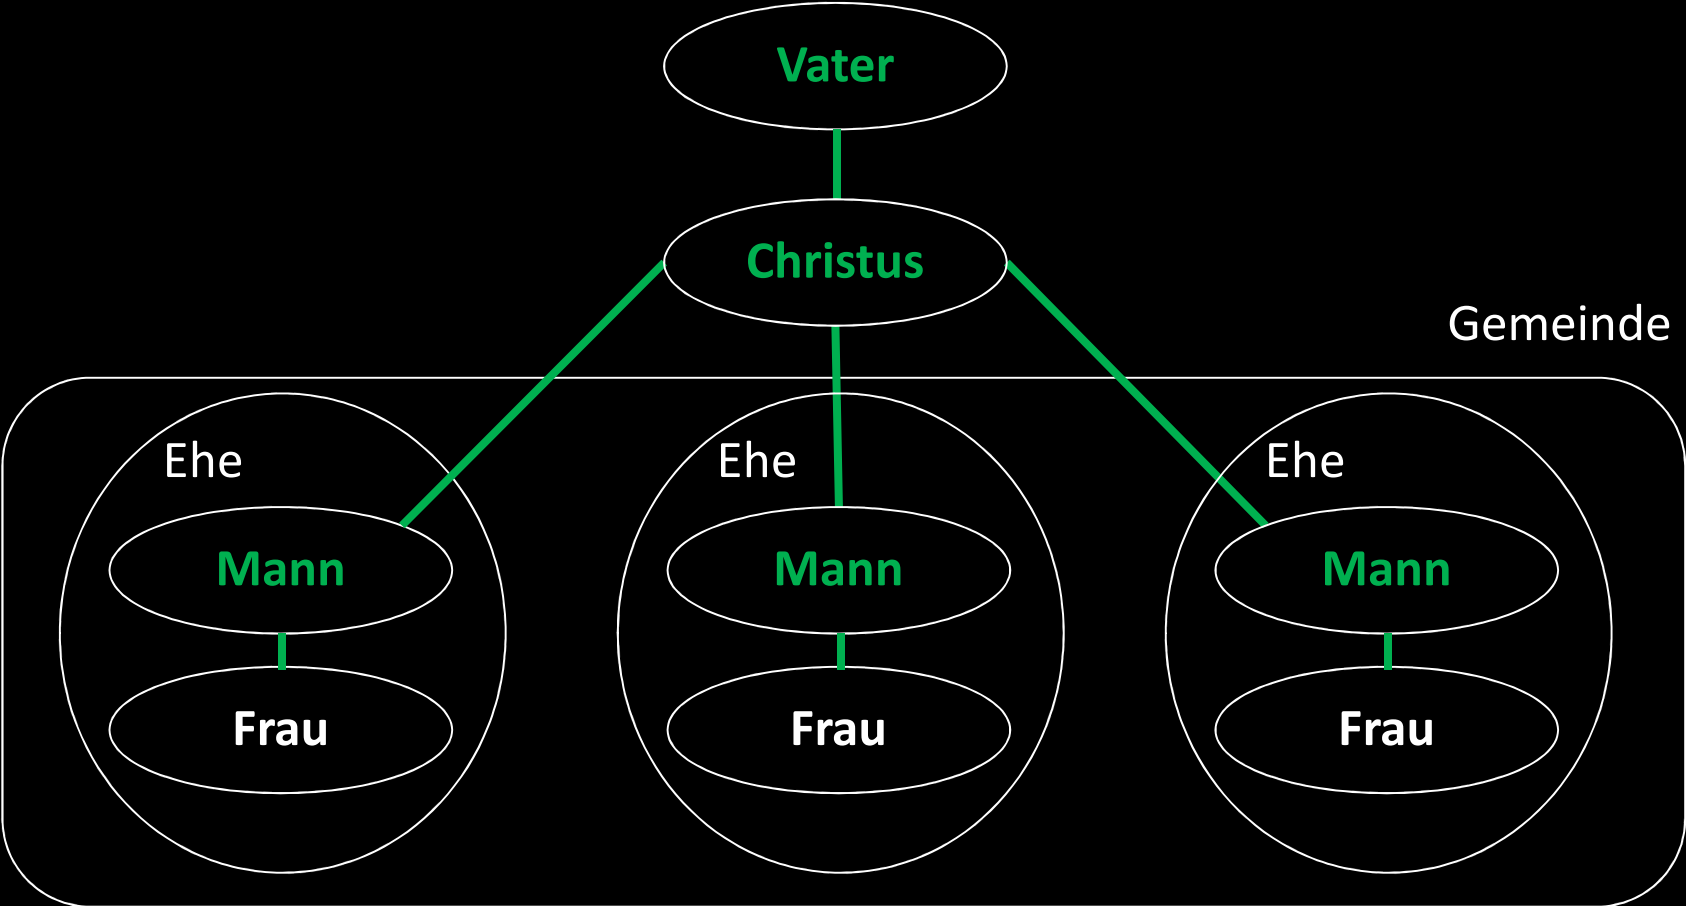 Vater
Christus
Gemeinde
Ehe
Ehe
Ehe
Mann
Mann
Mann
Frau
Frau
Frau